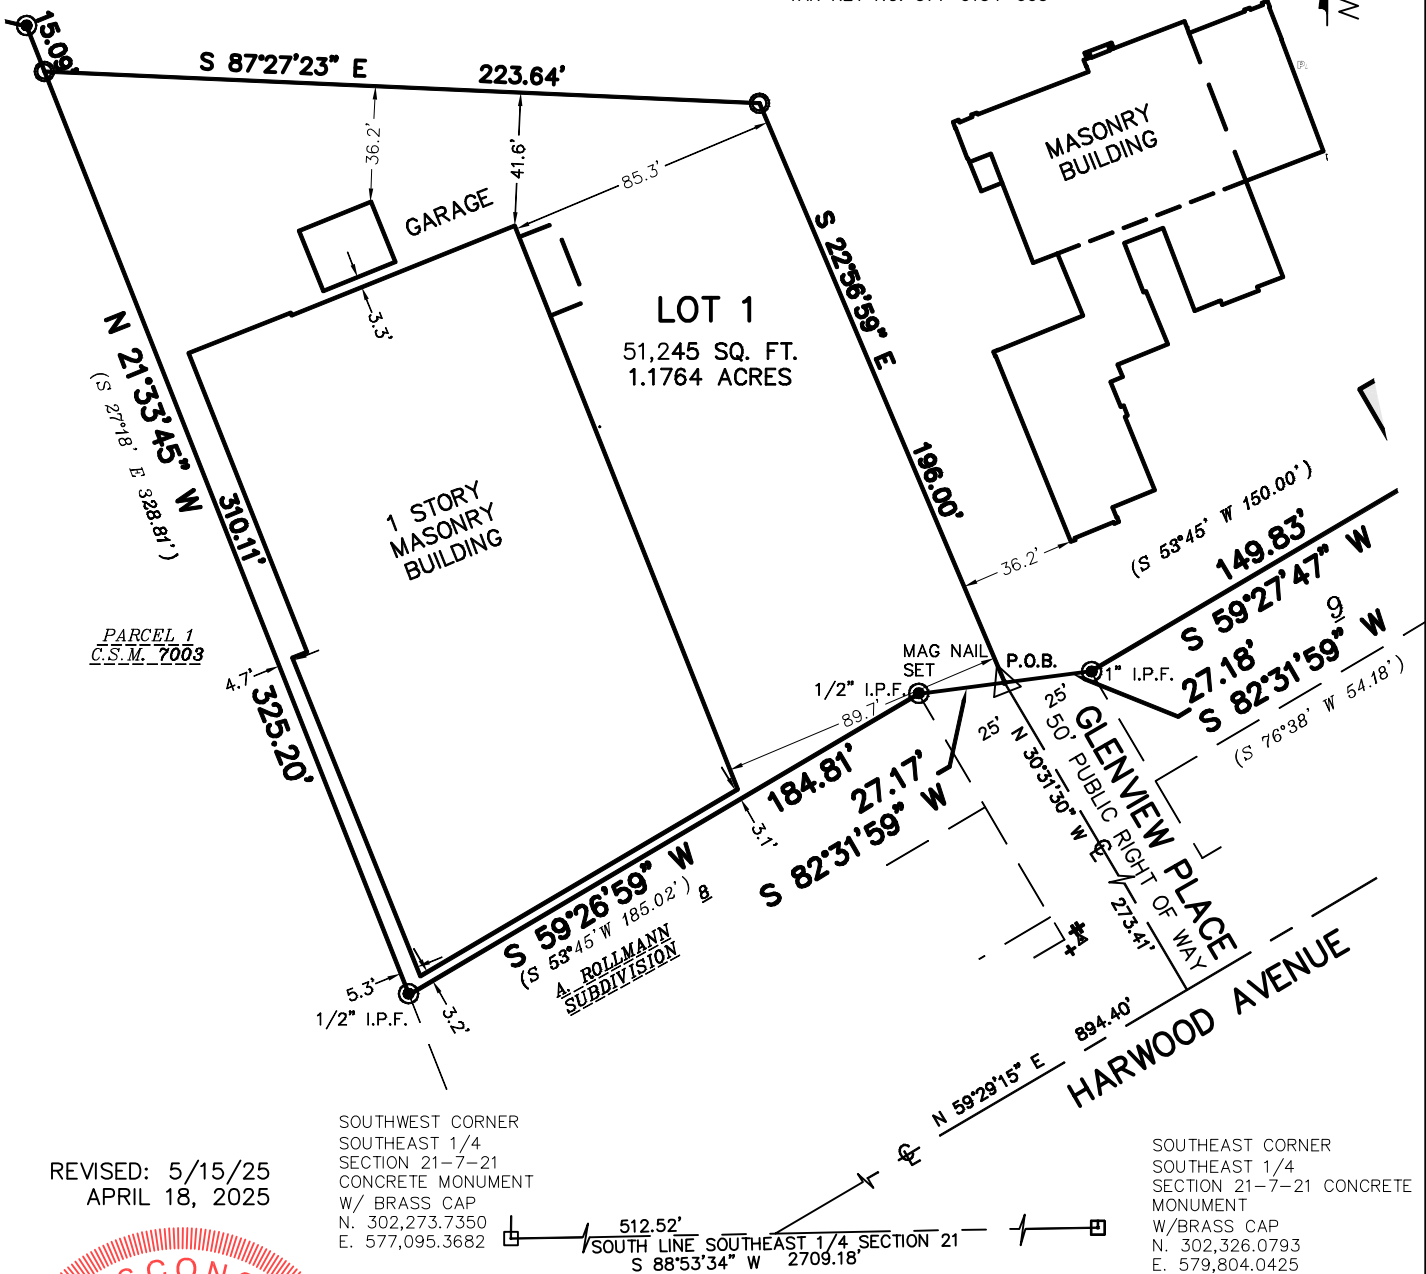 15.09'
S 87°27'23" E
223.64'
N
36.2'
41.6'
85.3'
GARAGE
MASONRY
BUILDING
3.3'
LOT 1
51,245 SQ. FT.
1.1764 ACRES
S 22°56'59" E
196.00'
N 21°33'45" W
(S 27°18' E 328.81')
310.11'
1 STORY
MASONRY
BUILDING
36.2'
(S 53°45' W 150.00')
149.83'
S 59°27'47" W
9
27.18'
S 82°31'59" W
(S 76°38' W 54.18')
PARCEL 1
C.S.M. 7003
4.7'
325.20'
MAG NAIL
SET
P.O.B.
1/2" I.P.F.
1" I.P.F.
89.7'
25'
25'
50' PUBLIC RIGHT OF WAY
GLENVIEW PLACE
N 30°31'30" W
273.41'
184.81'
27.17'
S 82°31'59" W
3.1'
S 59°26'59" W
(S 53°45' W 185.02')
8
A. ROLLMANN
SUBDIVISION
5.3'
1/2" I.P.F.
3.2'
N 59°29'15" E
894.40'
HARWOOD AVENUE
SOUTHWEST CORNER
SOUTHEAST 1/4
SECTION 21-7-21
CONCRETE MONUMENT
W/ BRASS CAP
N. 302,273.7350
E. 577,095.3682
REVISED: 5/15/25
APRIL 18, 2025
512.52'
SOUTH LINE SOUTHEAST 1/4 SECTION 21
S 88°53'34" W 2709.18'
SOUTHEAST CORNER
SOUTHEAST 1/4
SECTION 21-7-21 CONCRETE
MONUMENT
W/BRASS CAP
N. 302,326.0793
E. 579,804.0425